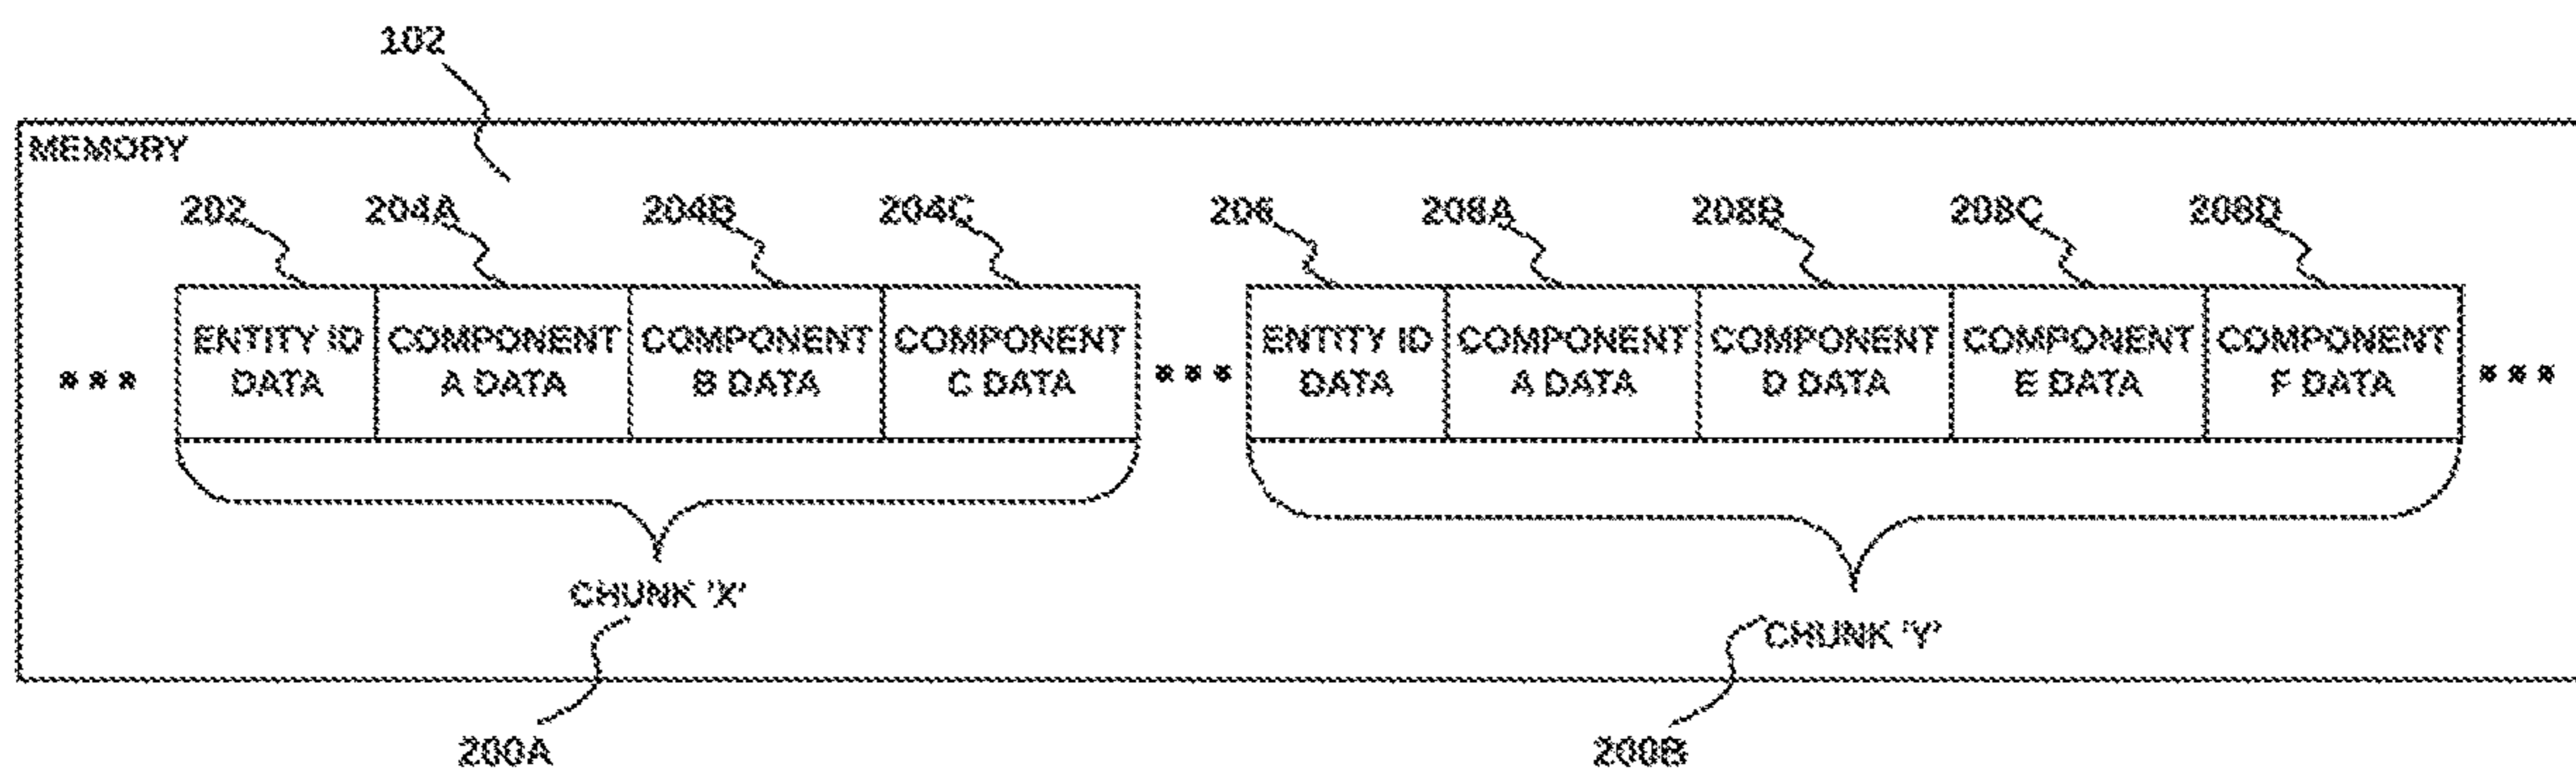 102
MEMORY
202 204A 204B 204C 206 208A 208B 208C 208D
ENTITY ID COMPONENT COMPONENT COMPONENT ENTITY ID COMPONENT COMPONENT COMPONENT COMPONENT
DATA A DATA B DATA C DATA DATA A DATA D DATA E DATA F DATA
CHUNK 'X'
CHUNK 'Y'
200A 200B